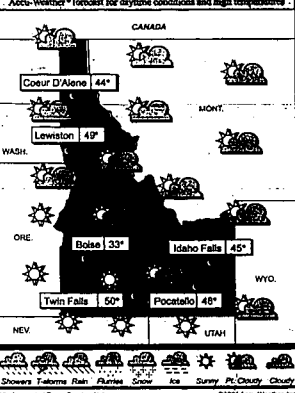 Accu-Weather® forecast for daytime conditions and high temperatures
CANADA
Coeur D'Alene 44°
MONT.
Lewiston 49°
WASH.
ORE.
Boise 33°
Idaho Falls 45°
WYO.
Twin Falls 50°
Pocatello 48°
NEV.
UTAH
Showers T-storms Rain Flurries Snow Ice Sunny Pt. Cloudy Cloudy